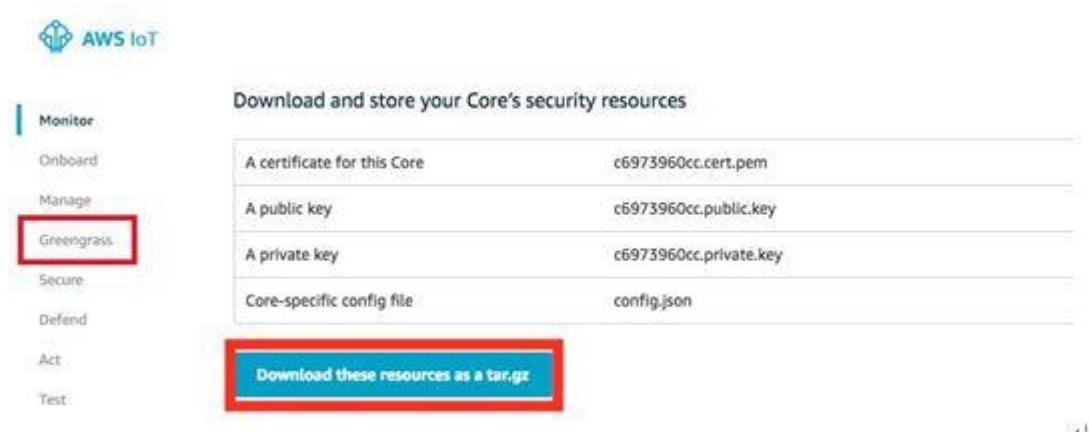 AWS IoT
Monitor
Onboard
Manage
Greengrass
Secure
Defend
Act
Test
Download and store your Core's security resources
A certificate for this Core c6973960cc.cert.pem
A public key c6973960cc.public.key
A private key c6973960cc.private.key
Core-specific config file config.json
Download these resources as a tar.gz